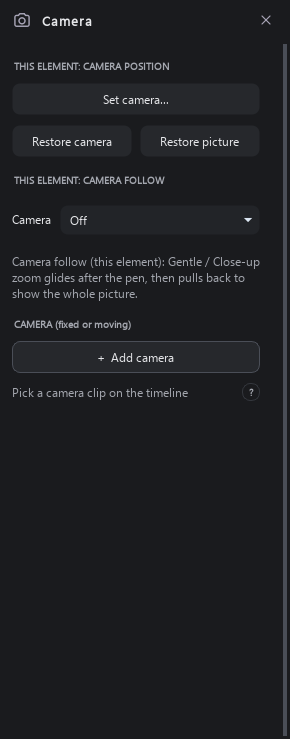 Camera
THIS ELEMENT: CAMERA POSITION
Set camera...
Restore camera
Restore picture
THIS ELEMENT: CAMERA FOLLOW
Camera
Off
Camera follow (this element): Gentle / Close-up
zoom glides after the pen, then pulls back to
show the whole picture.
CAMERA (fixed or moving)
+ Add camera
Pick a camera clip on the timeline
?